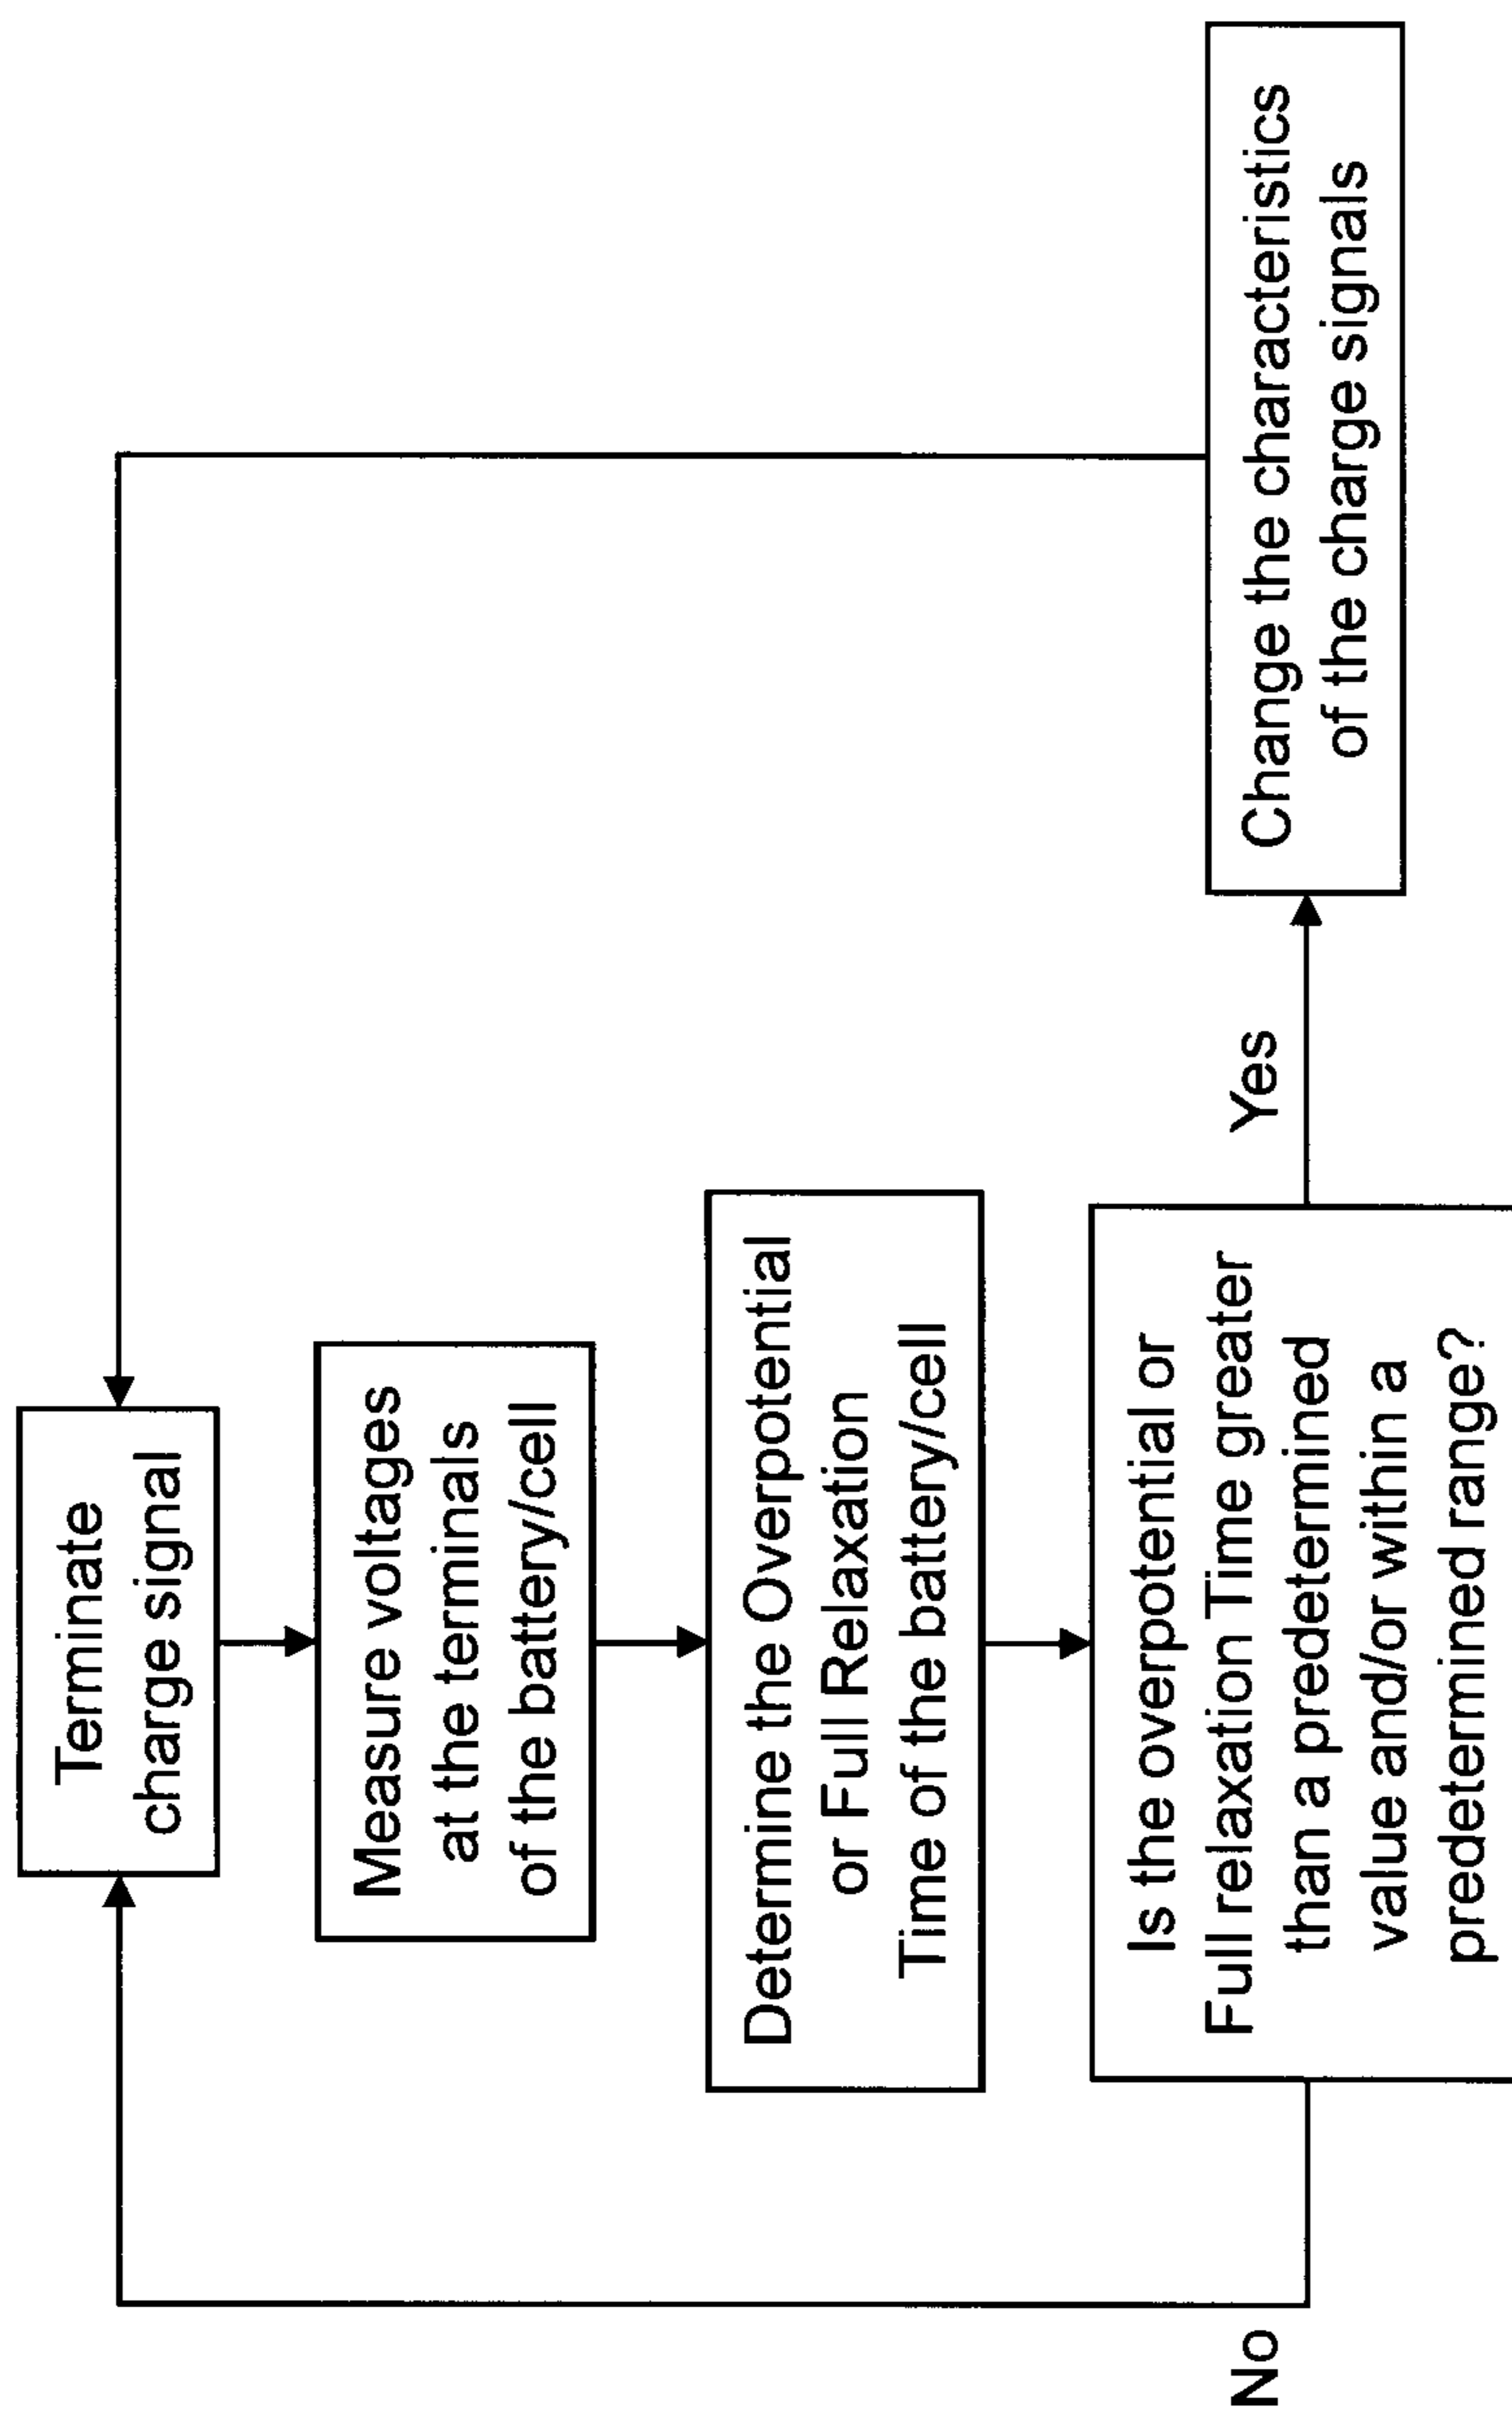 Terminate
charge signal
Measure voltages
at the terminals
of the battery/cell
Determine the Overpotential
or Full Relaxation
Time of the battery/cell
Is the overpotential or
Full relaxation Time greater
than a predetermined
value and/or within a
predetermined range?
No
Yes
Change the characteristics
of the charge signals